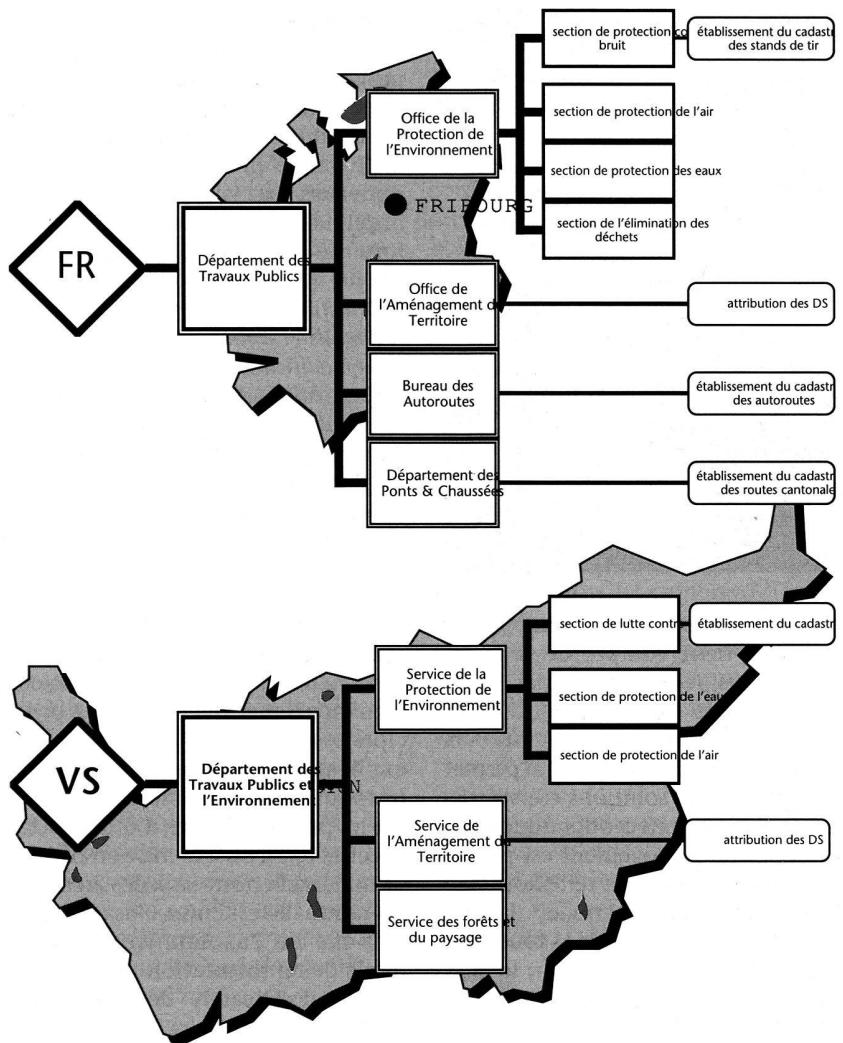 section de protection co
bruit
établissement du cadastr
des stands de tir
Office de la
Protection de
l'Environnement
section de protection de l'air
section de protection des eaux
section de l'élimination des
déchets
FRIBOURG
FR
Département des
Travaux Publics
Office de
l'Aménagement du
Territoire
attribution des DS
Bureau des
Autoroutes
établissement du cadastr
des autoroutes
Département des
Ponts & Chaussées
établissement du cadastr
des routes cantonale
section de lutte contre
établissement du cadastr
Service de la
Protection de
l'Environnement
section de protection de l'eau
section de protection de l'air
VS
Département des
Travaux Publics et
l'Environnement
SION
Service de
l'Aménagement du
Territoire
attribution des DS
Service des forêts et
du paysage